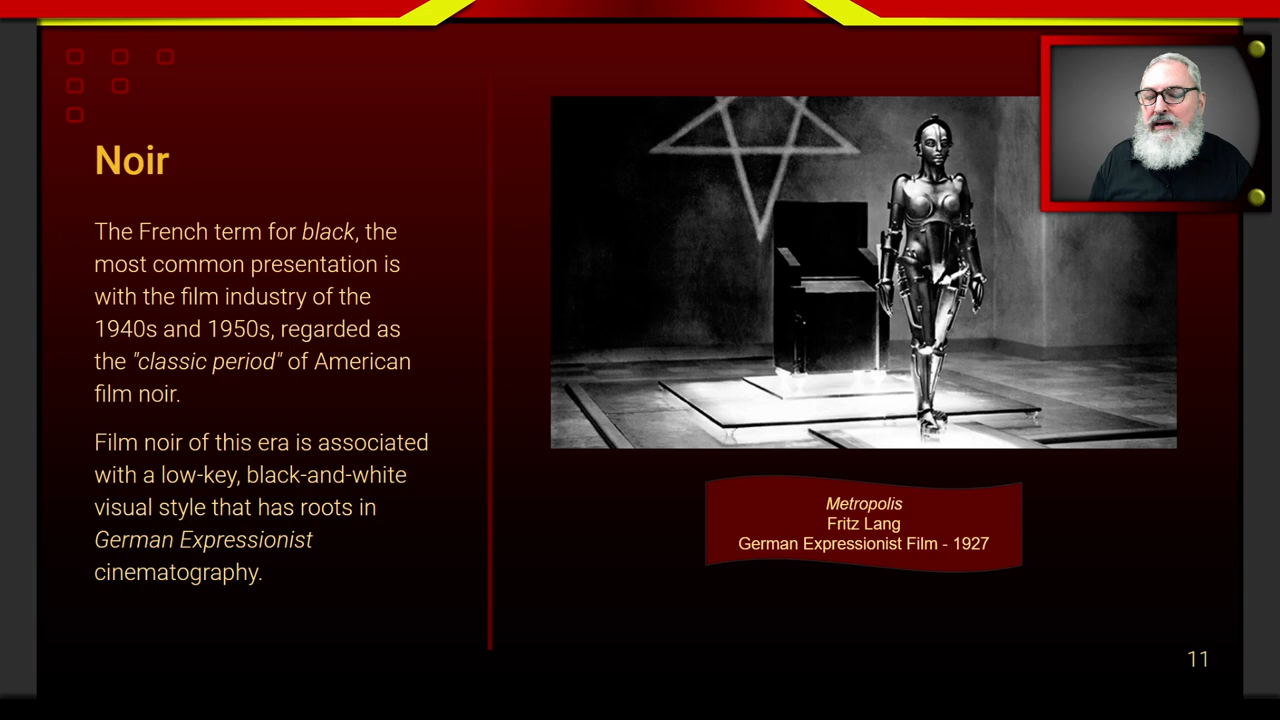 Noir
The French term for black, the
most common presentation is
with the film industry of the
1940s and 1950s, regarded as
the "classic period" of American
film noir.
Film noir of this era is associated
with a low-key, black-and-white
visual style that has roots in
German Expressionist
cinematography.
Metropolis
Fritz Lang
German Expressionist Film - 1927
11